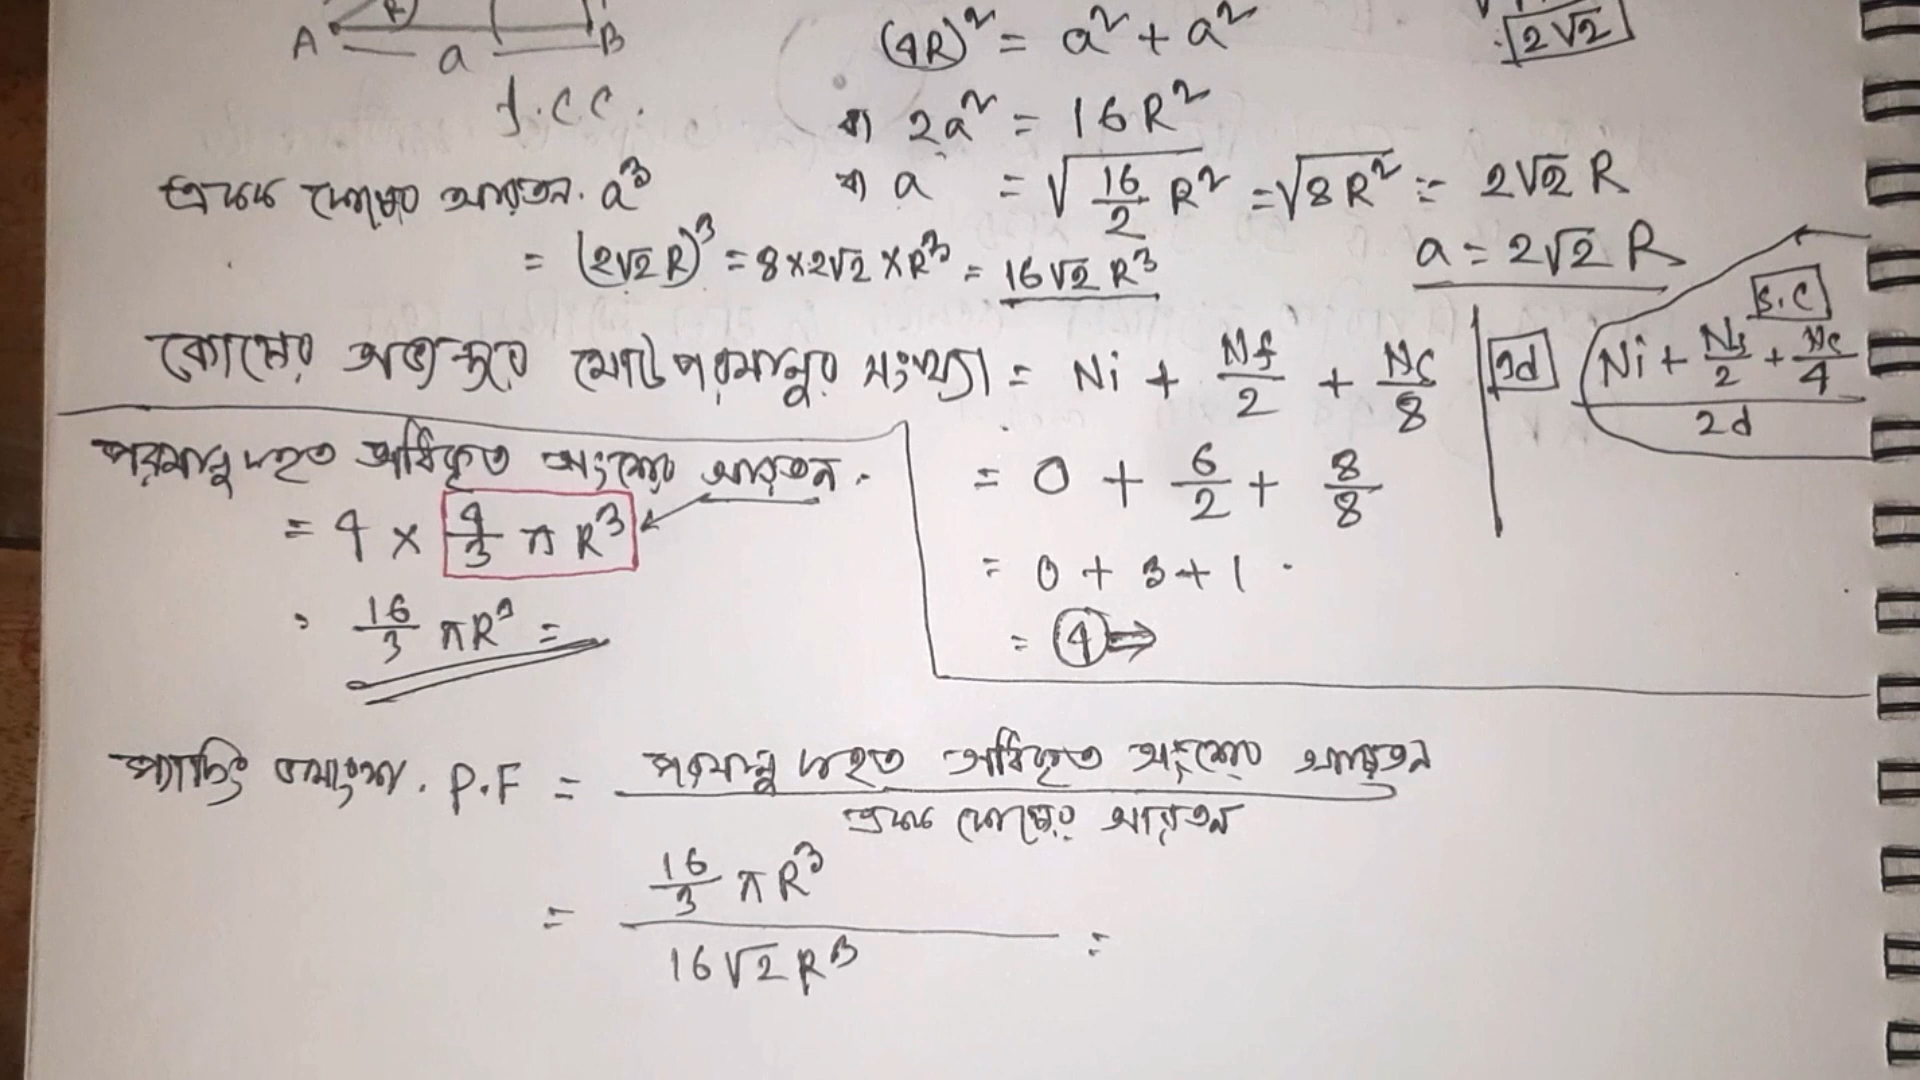 A a B
(4R)² = a² + a²
2√2
f.c.c.
বা 2a² = 16R²
বা a = √(16/2 R²) = √8R² = 2√2 R
একক কোষের আয়তন. a³
= (2√2 R)³ = 8×2√2 × R³ = 16√2 R³
a = 2√2 R
কোষের অভ্যন্তরে মোট পরমাণুর সংখ্যা = Ni + Nf/2 + Nc/8
S.C
(Ni + Nf/2 + Nc/4)/2d
পরমাণু দ্বারা অধিকৃত অংশের আয়তন.
= 0 + 6/2 + 8/8
= 4 × 4/3 π R³
= 0 + 3 + 1
= 16/3 πR³ =
= 4 ⇒
প্যাকিং ভগ্নাংশ. P.F = পরমাণু দ্বারা অধিকৃত অংশের আয়তন
একক কোষের আয়তন
= 16/3 π R³
16√2 R³ =